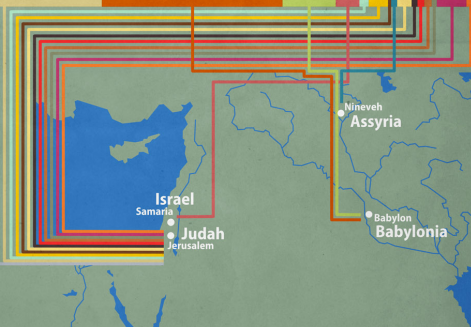 Nineveh
Assyria
Israel
Samaria
Judah
Jerusalem
Babylon
Babylonia